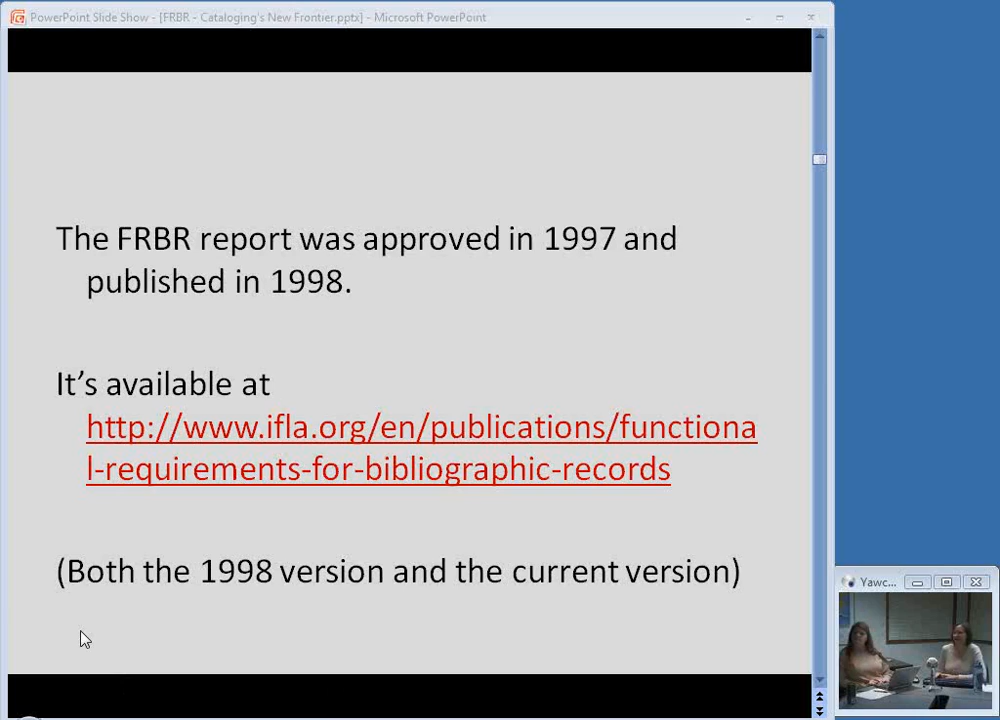 PowerPoint Slide Show - [FRBR - Cataloging's New Frontier.pptx] - Microsoft PowerPoint
The FRBR report was approved in 1997 and
published in 1998.
It's available at
http://www.ifla.org/en/publications/functiona
l-requirements-for-bibliographic-records
(Both the 1998 version and the current version)
Yawc...